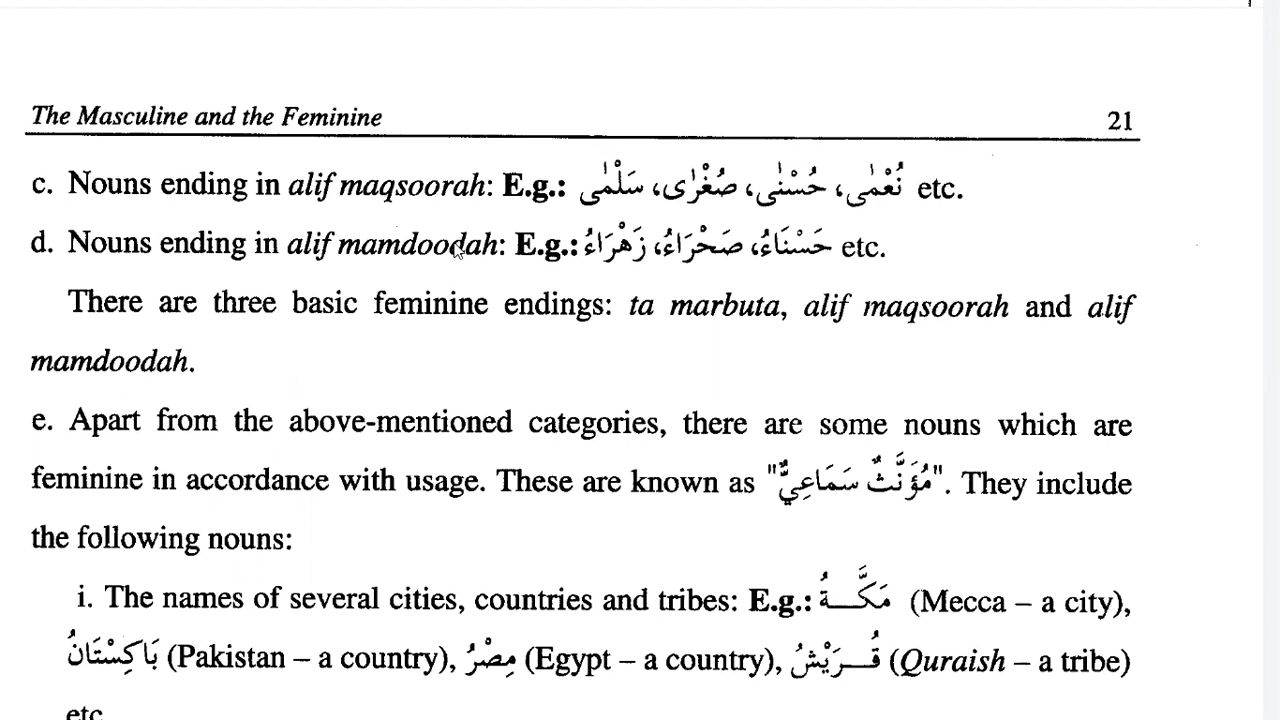 The Masculine and the Feminine 21
c. Nouns ending in alif maqsoorah: E.g.: نُعْمٰى، حُسْنٰى، صُغْرٰى، سَلْمٰى etc.
d. Nouns ending in alif mamdoodah: E.g.: حَسْنَاءُ، صَحْرَاءُ، زَهْرَاءُ etc.
There are three basic feminine endings: ta marbuta, alif maqsoorah and alif
mamdoodah.
e. Apart from the above-mentioned categories, there are some nouns which are
feminine in accordance with usage. These are known as "مُؤَنَّثٌ سَمَاعِيٌّ". They include
the following nouns:
i. The names of several cities, countries and tribes: E.g.: مَكَّـةُ (Mecca – a city),
بَاكِسْتَانُ (Pakistan – a country), مِصْرُ (Egypt – a country), قُـرَيْشُ (Quraish – a tribe)
etc